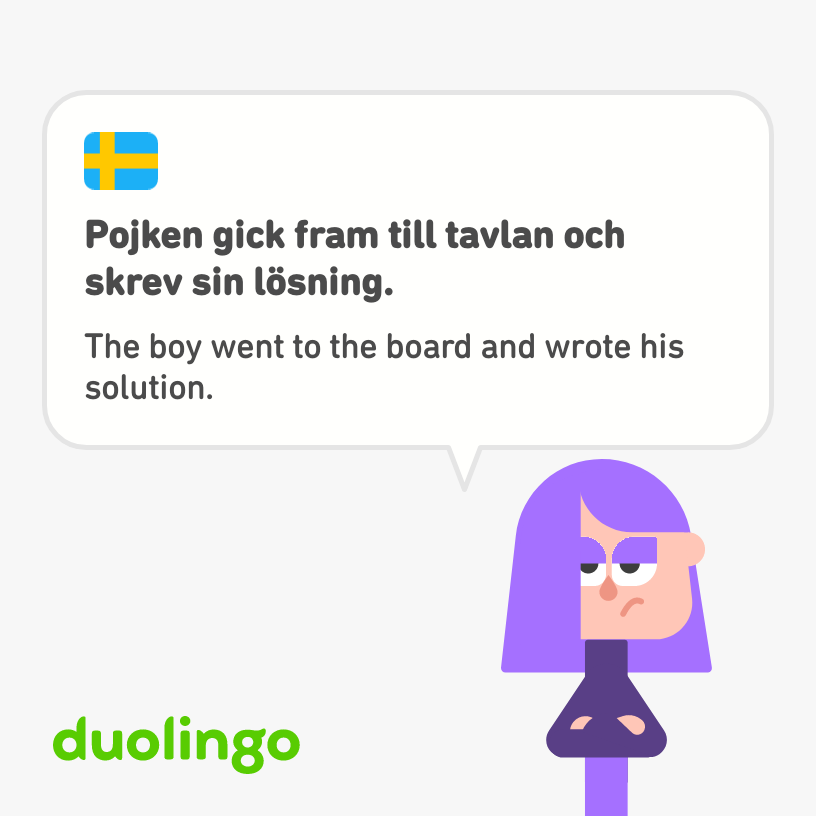 Pojken gick fram till tavlan och
skrev sin lösning.
The boy went to the board and wrote his
solution.
duolingo